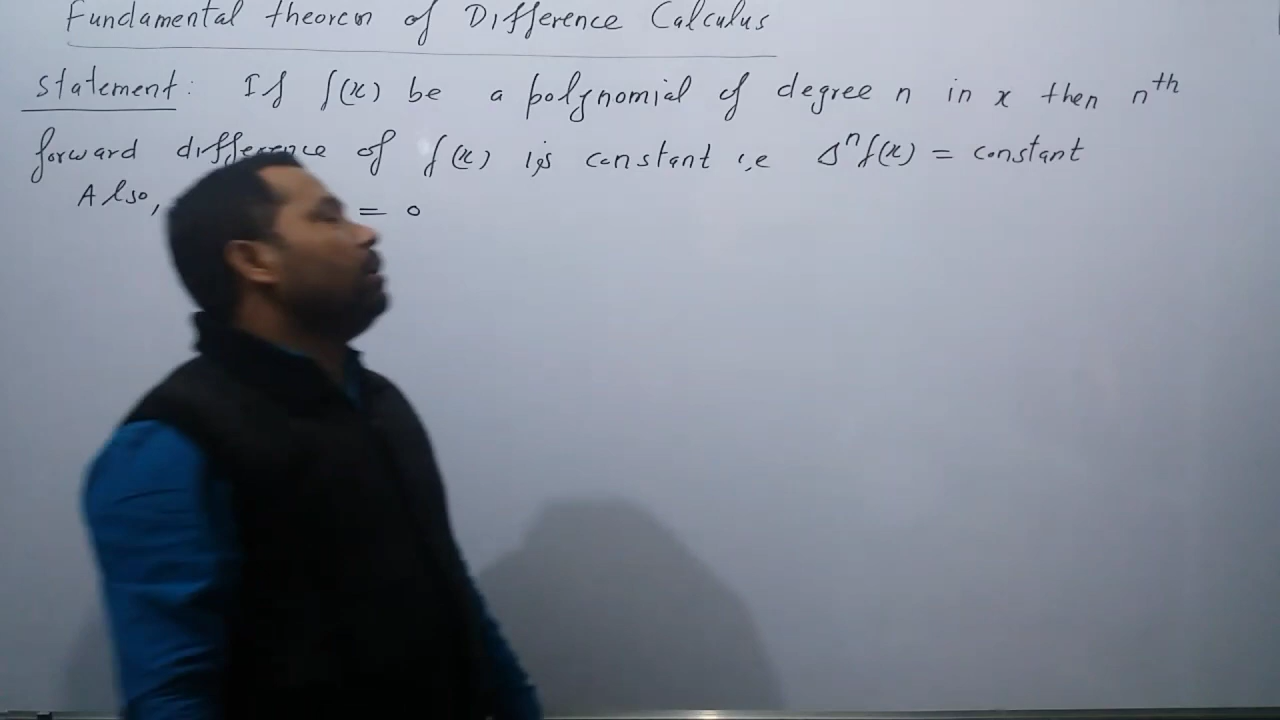 Fundamental theorem of Difference Calculus
Statement: If f(x) be a polynomial of degree n in x then nth
forward difference of f(x) is constant i,e Δⁿf(x) = constant
Also, = 0